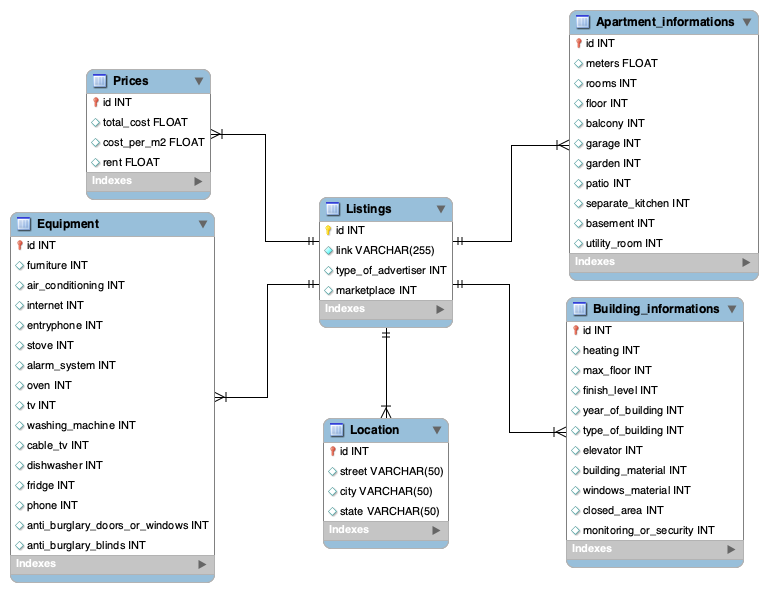 Prices
id INT
total_cost FLOAT
cost_per_m2 FLOAT
rent FLOAT
Indexes
Equipment
id INT
furniture INT
air_conditioning INT
internet INT
entryphone INT
stove INT
alarm_system INT
oven INT
tv INT
washing_machine INT
cable_tv INT
dishwasher INT
fridge INT
phone INT
anti_burglary_doors_or_windows INT
anti_burglary_blinds INT
Indexes
Listings
id INT
link VARCHAR(255)
type_of_advertiser INT
marketplace INT
Indexes
Location
id INT
street VARCHAR(50)
city VARCHAR(50)
state VARCHAR(50)
Indexes
Apartment_informations
id INT
meters FLOAT
rooms INT
floor INT
balcony INT
garage INT
garden INT
patio INT
separate_kitchen INT
basement INT
utility_room INT
Indexes
Building_informations
id INT
heating INT
max_floor INT
finish_level INT
year_of_building INT
type_of_building INT
elevator INT
building_material INT
windows_material INT
closed_area INT
monitoring_or_security INT
Indexes